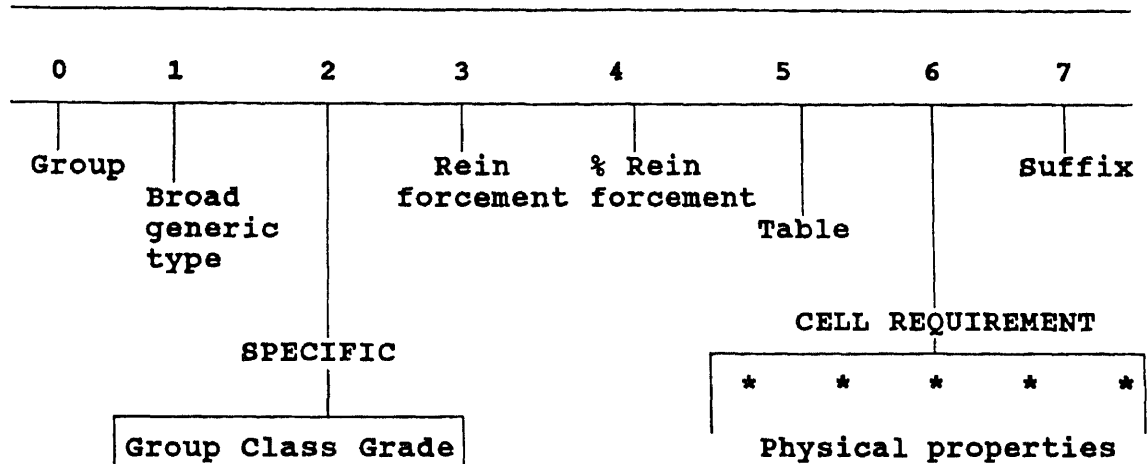 0 1 2 3 4 5 6 7
Group
Broad
generic
type
Rein
forcement
% Rein
forcement
Table
Suffix
SPECIFIC
Group Class Grade
CELL REQUIREMENT
* * * * *
Physical properties